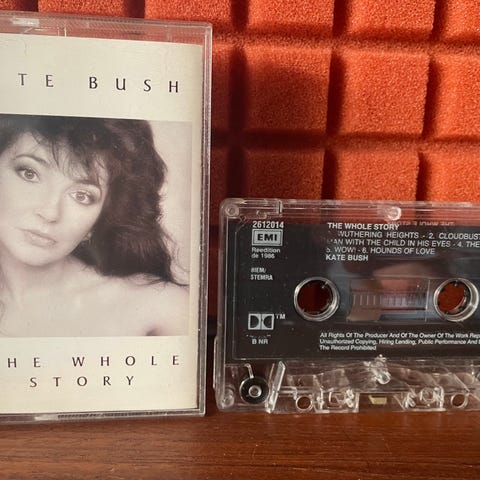 TE BUSH
HE WHOLE
STORY
2612014
EMI
Reedition
de 1986
BIEM/
STEMRA
B NR
TM
THE WHOLE STORY
WUTHERING HEIGHTS - 2. CLOUDBUST
MAN WITH THE CHILD IN HIS EYES - 4. THE
5. WOW! - 6. HOUNDS OF LOVE
KATE BUSH
All Rights Of The Producer And Of The Owner Of The Work Rep
Unauthorized Copying, Hiring Lending, Public Performance And
The Record Prohibited.